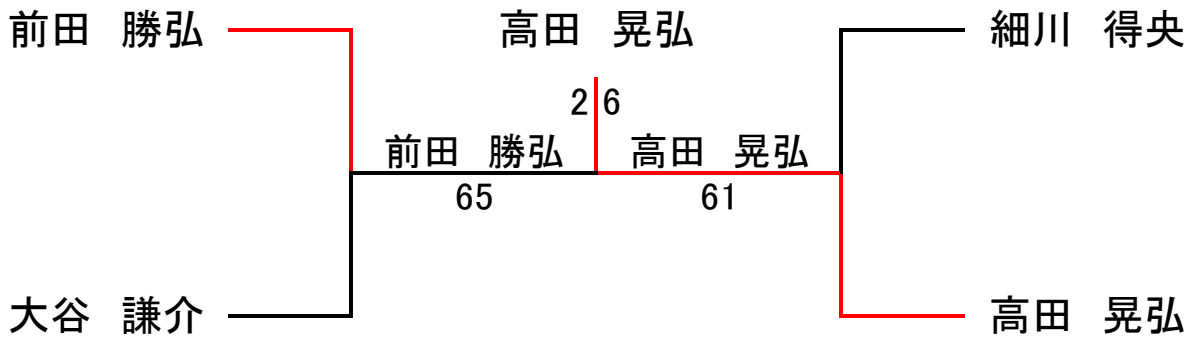 前田　勝弘
高田　晃弘
細川　得央
2 6
前田　勝弘
高田　晃弘
65
61
大谷　謙介
高田　晃弘